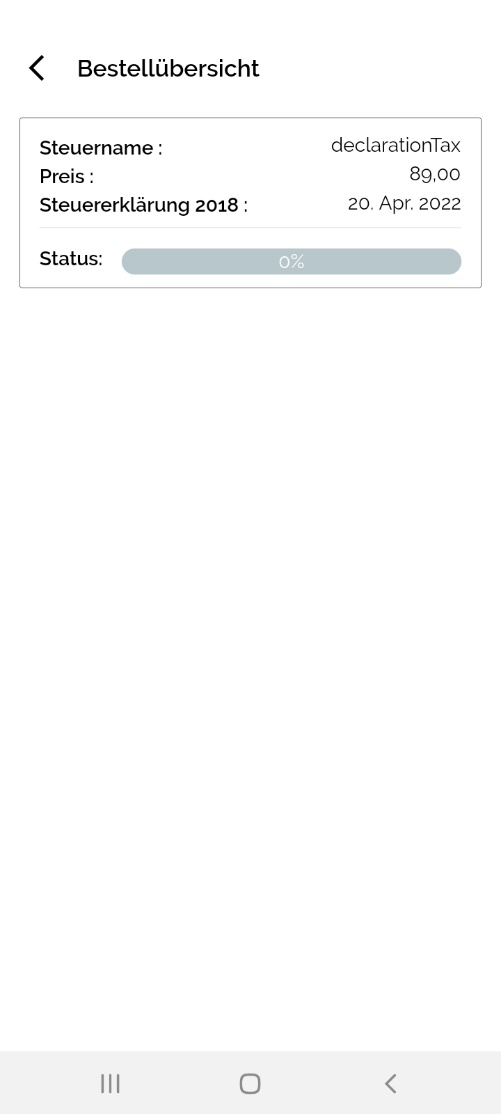 Bestellübersicht
Steuername : declarationTax
Preis : 89,00
Steuererklärung 2018 : 20. Apr. 2022
Status: 0%